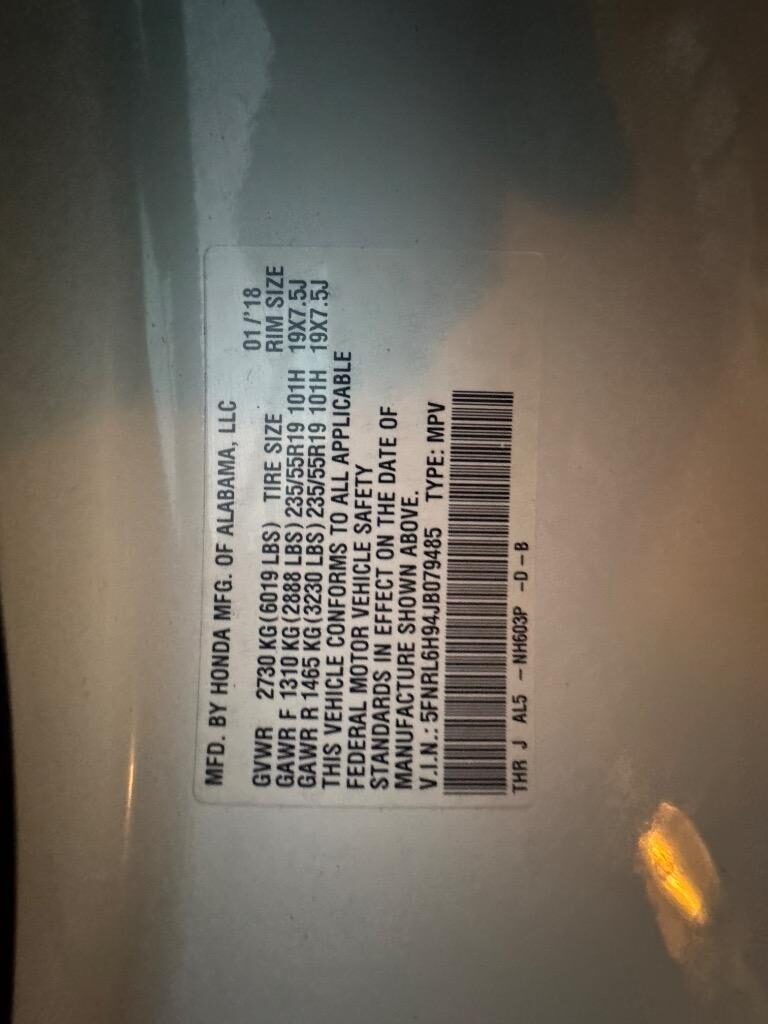 MFD. BY HONDA MFG. OF ALABAMA, LLC
01/'18
GVWR 2730 KG(6019 LBS) TIRE SIZE RIM SIZE
GAWR F 1310 KG(2888 LBS) 235/55R19 101H 19X7.5J
GAWR R 1465 KG(3230 LBS) 235/55R19 101H 19X7.5J
THIS VEHICLE CONFORMS TO ALL APPLICABLE
FEDERAL MOTOR VEHICLE SAFETY
STANDARDS IN EFFECT ON THE DATE OF
MANUFACTURE SHOWN ABOVE.
V.I.N.: 5FNRL6H94JB079485 TYPE: MPV
THR J AL5 - NH603P -D-B